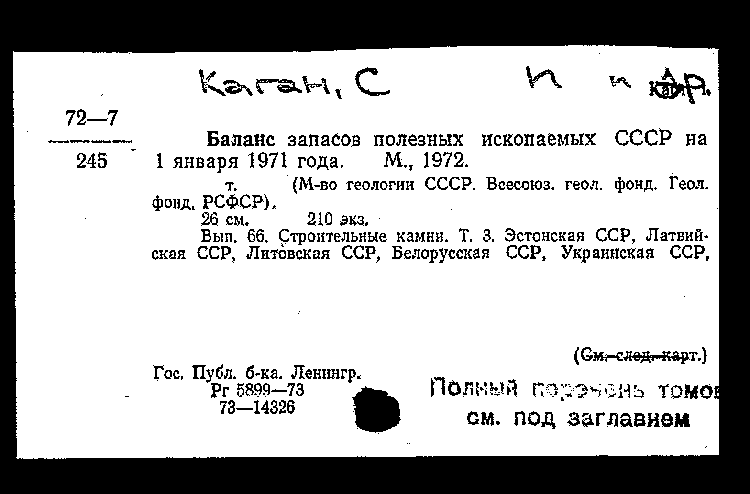 Каган, С
72—7
245
Баланс запасов полезных ископаемых СССР на
1 января 1971 года. М., 1972.
т. (М-во геологии СССР. Всесоюз. геол. фонд. Геол.
фонд. РСФСР).
26 см. 210 экз.
Вып. 66. Строительные камни. Т. 3. Эстонская ССР, Латвий-
ская ССР, Литовская ССР, Белорусская ССР, Украинская ССР,
(См. след. карт.)
Гос. Публ. б-ка. Ленингр.
Рг 5899—73
73—14326
Полный перечень томов
см. под заглавием